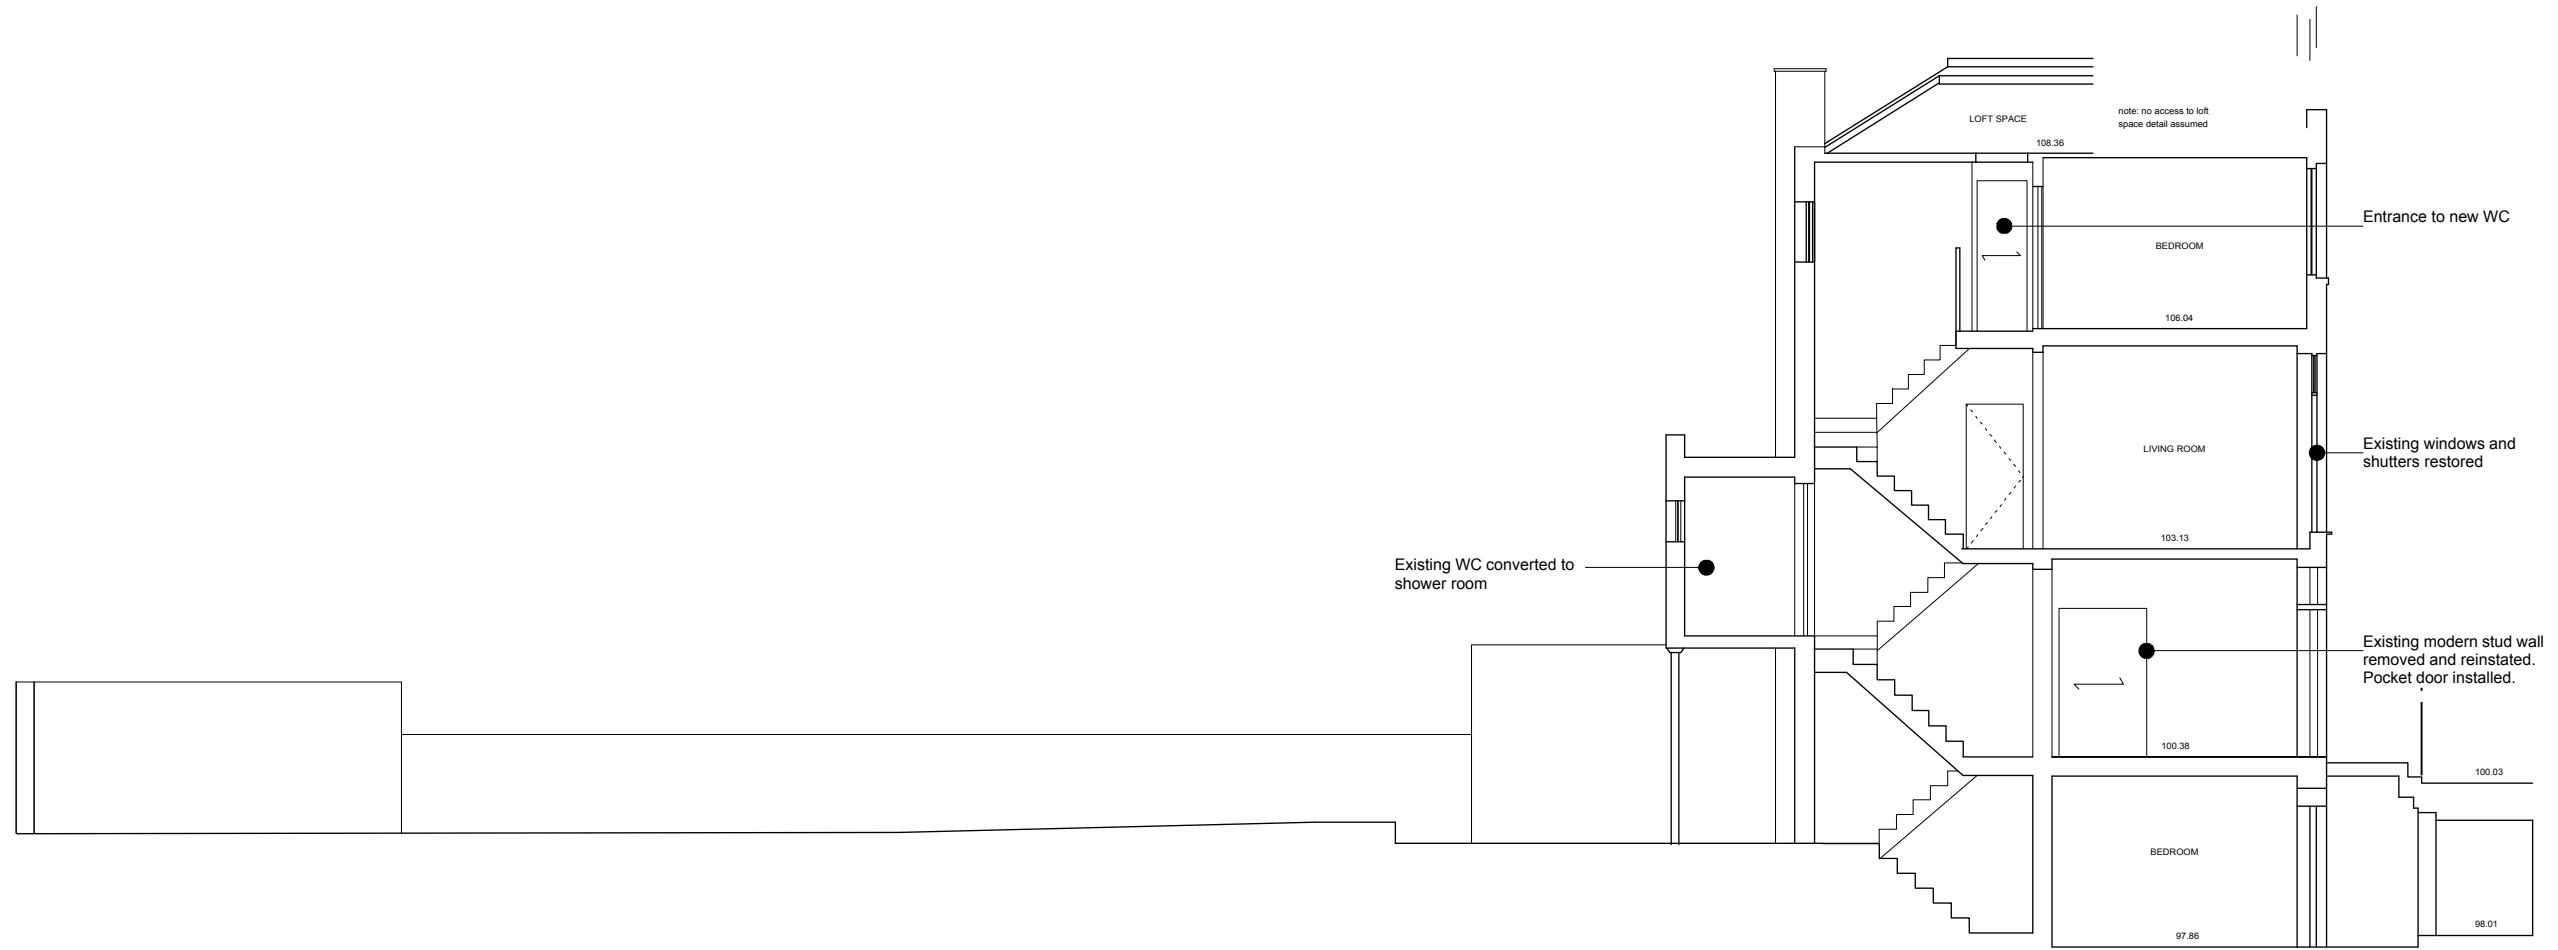 note: no access to loft
space detail assumed
LOFT SPACE
108.36
Entrance to new WC
BEDROOM
106.04
Existing windows and
shutters restored
LIVING ROOM
103.13
Existing WC converted to
shower room
Existing modern stud wall
removed and reinstated.
Pocket door installed.
100.38
100.03
BEDROOM
98.01
97.86